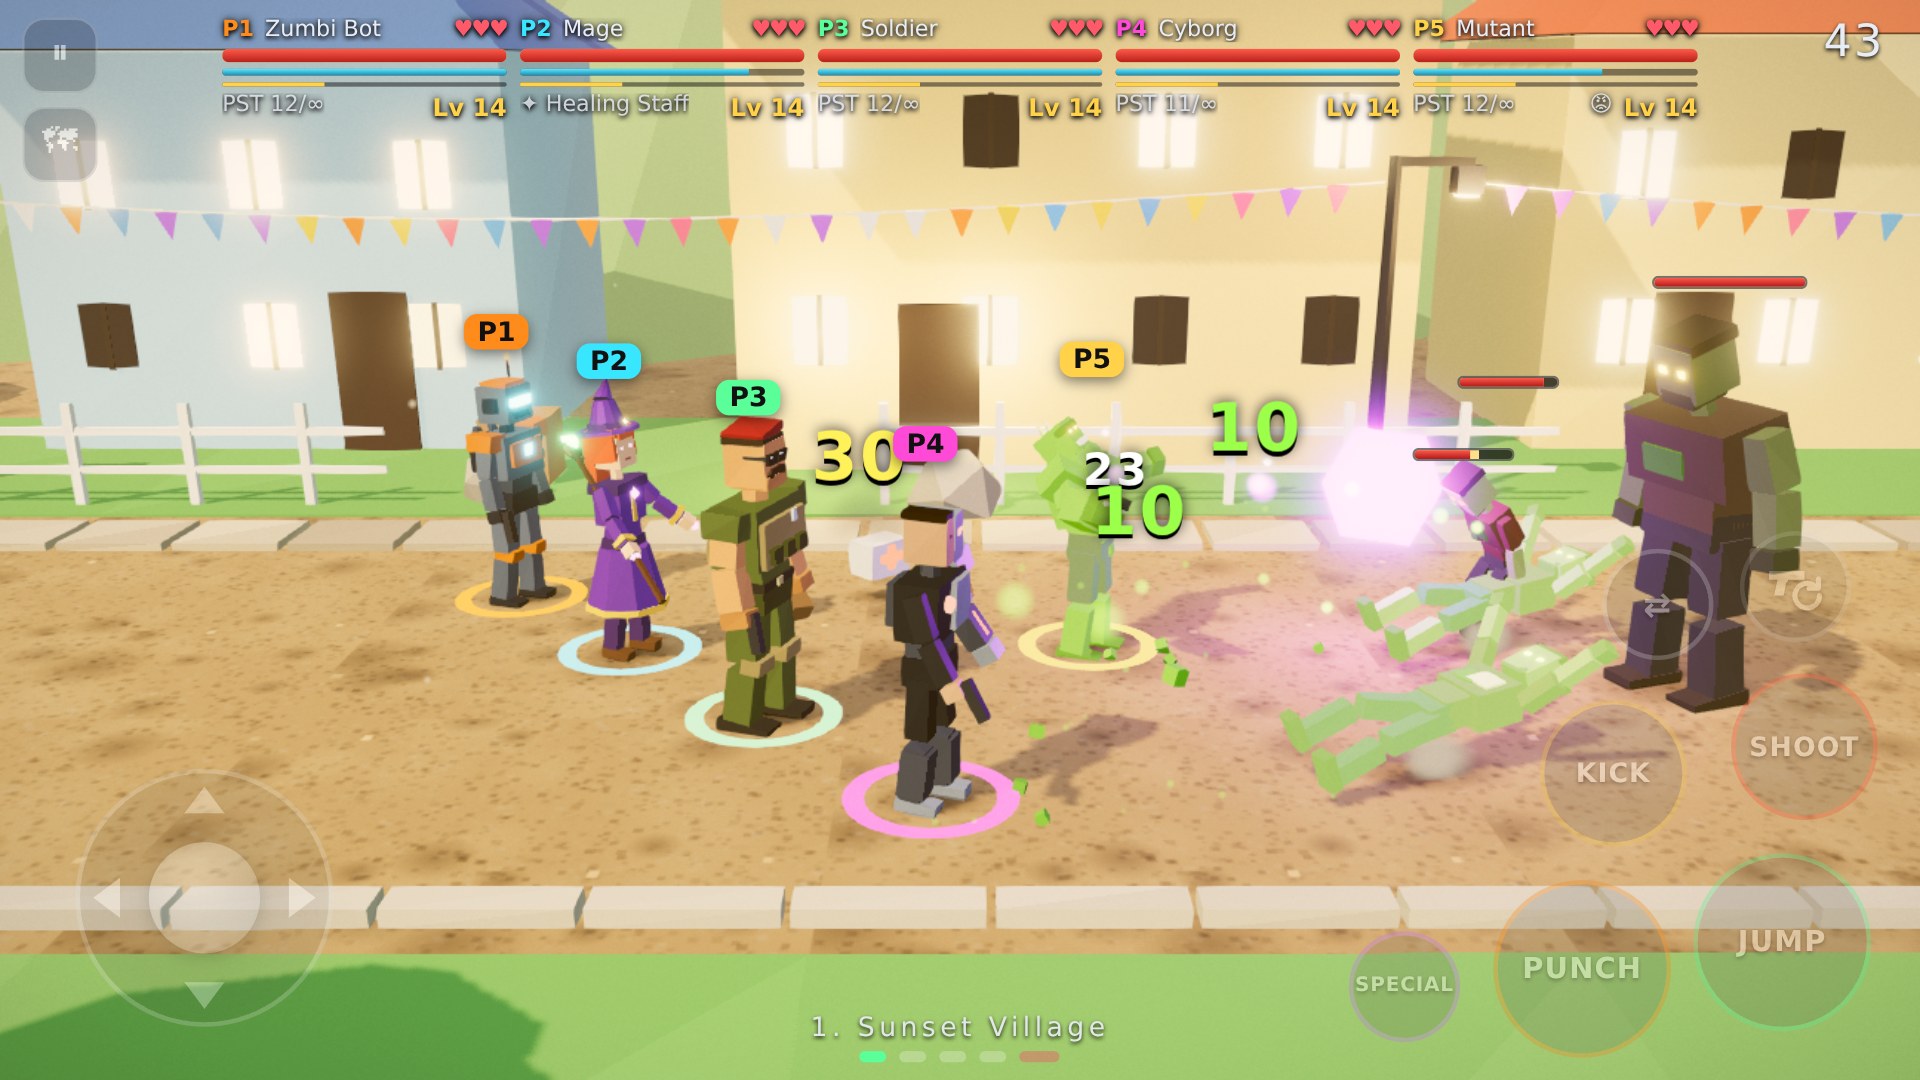 P1 Zumbi Bot ♥♥♥
PST 12/∞ Lv 14
P2 Mage ♥♥♥
✦ Healing Staff Lv 14
P3 Soldier ♥♥♥
PST 12/∞ Lv 14
P4 Cyborg ♥♥♥
PST 11/∞ Lv 14
P5 Mutant ♥♥♥
PST 12/∞ Lv 14
43
P1
P2
P3
P4
P5
30
10
23
10
KICK
SHOOT
SPECIAL
PUNCH
JUMP
1. Sunset Village